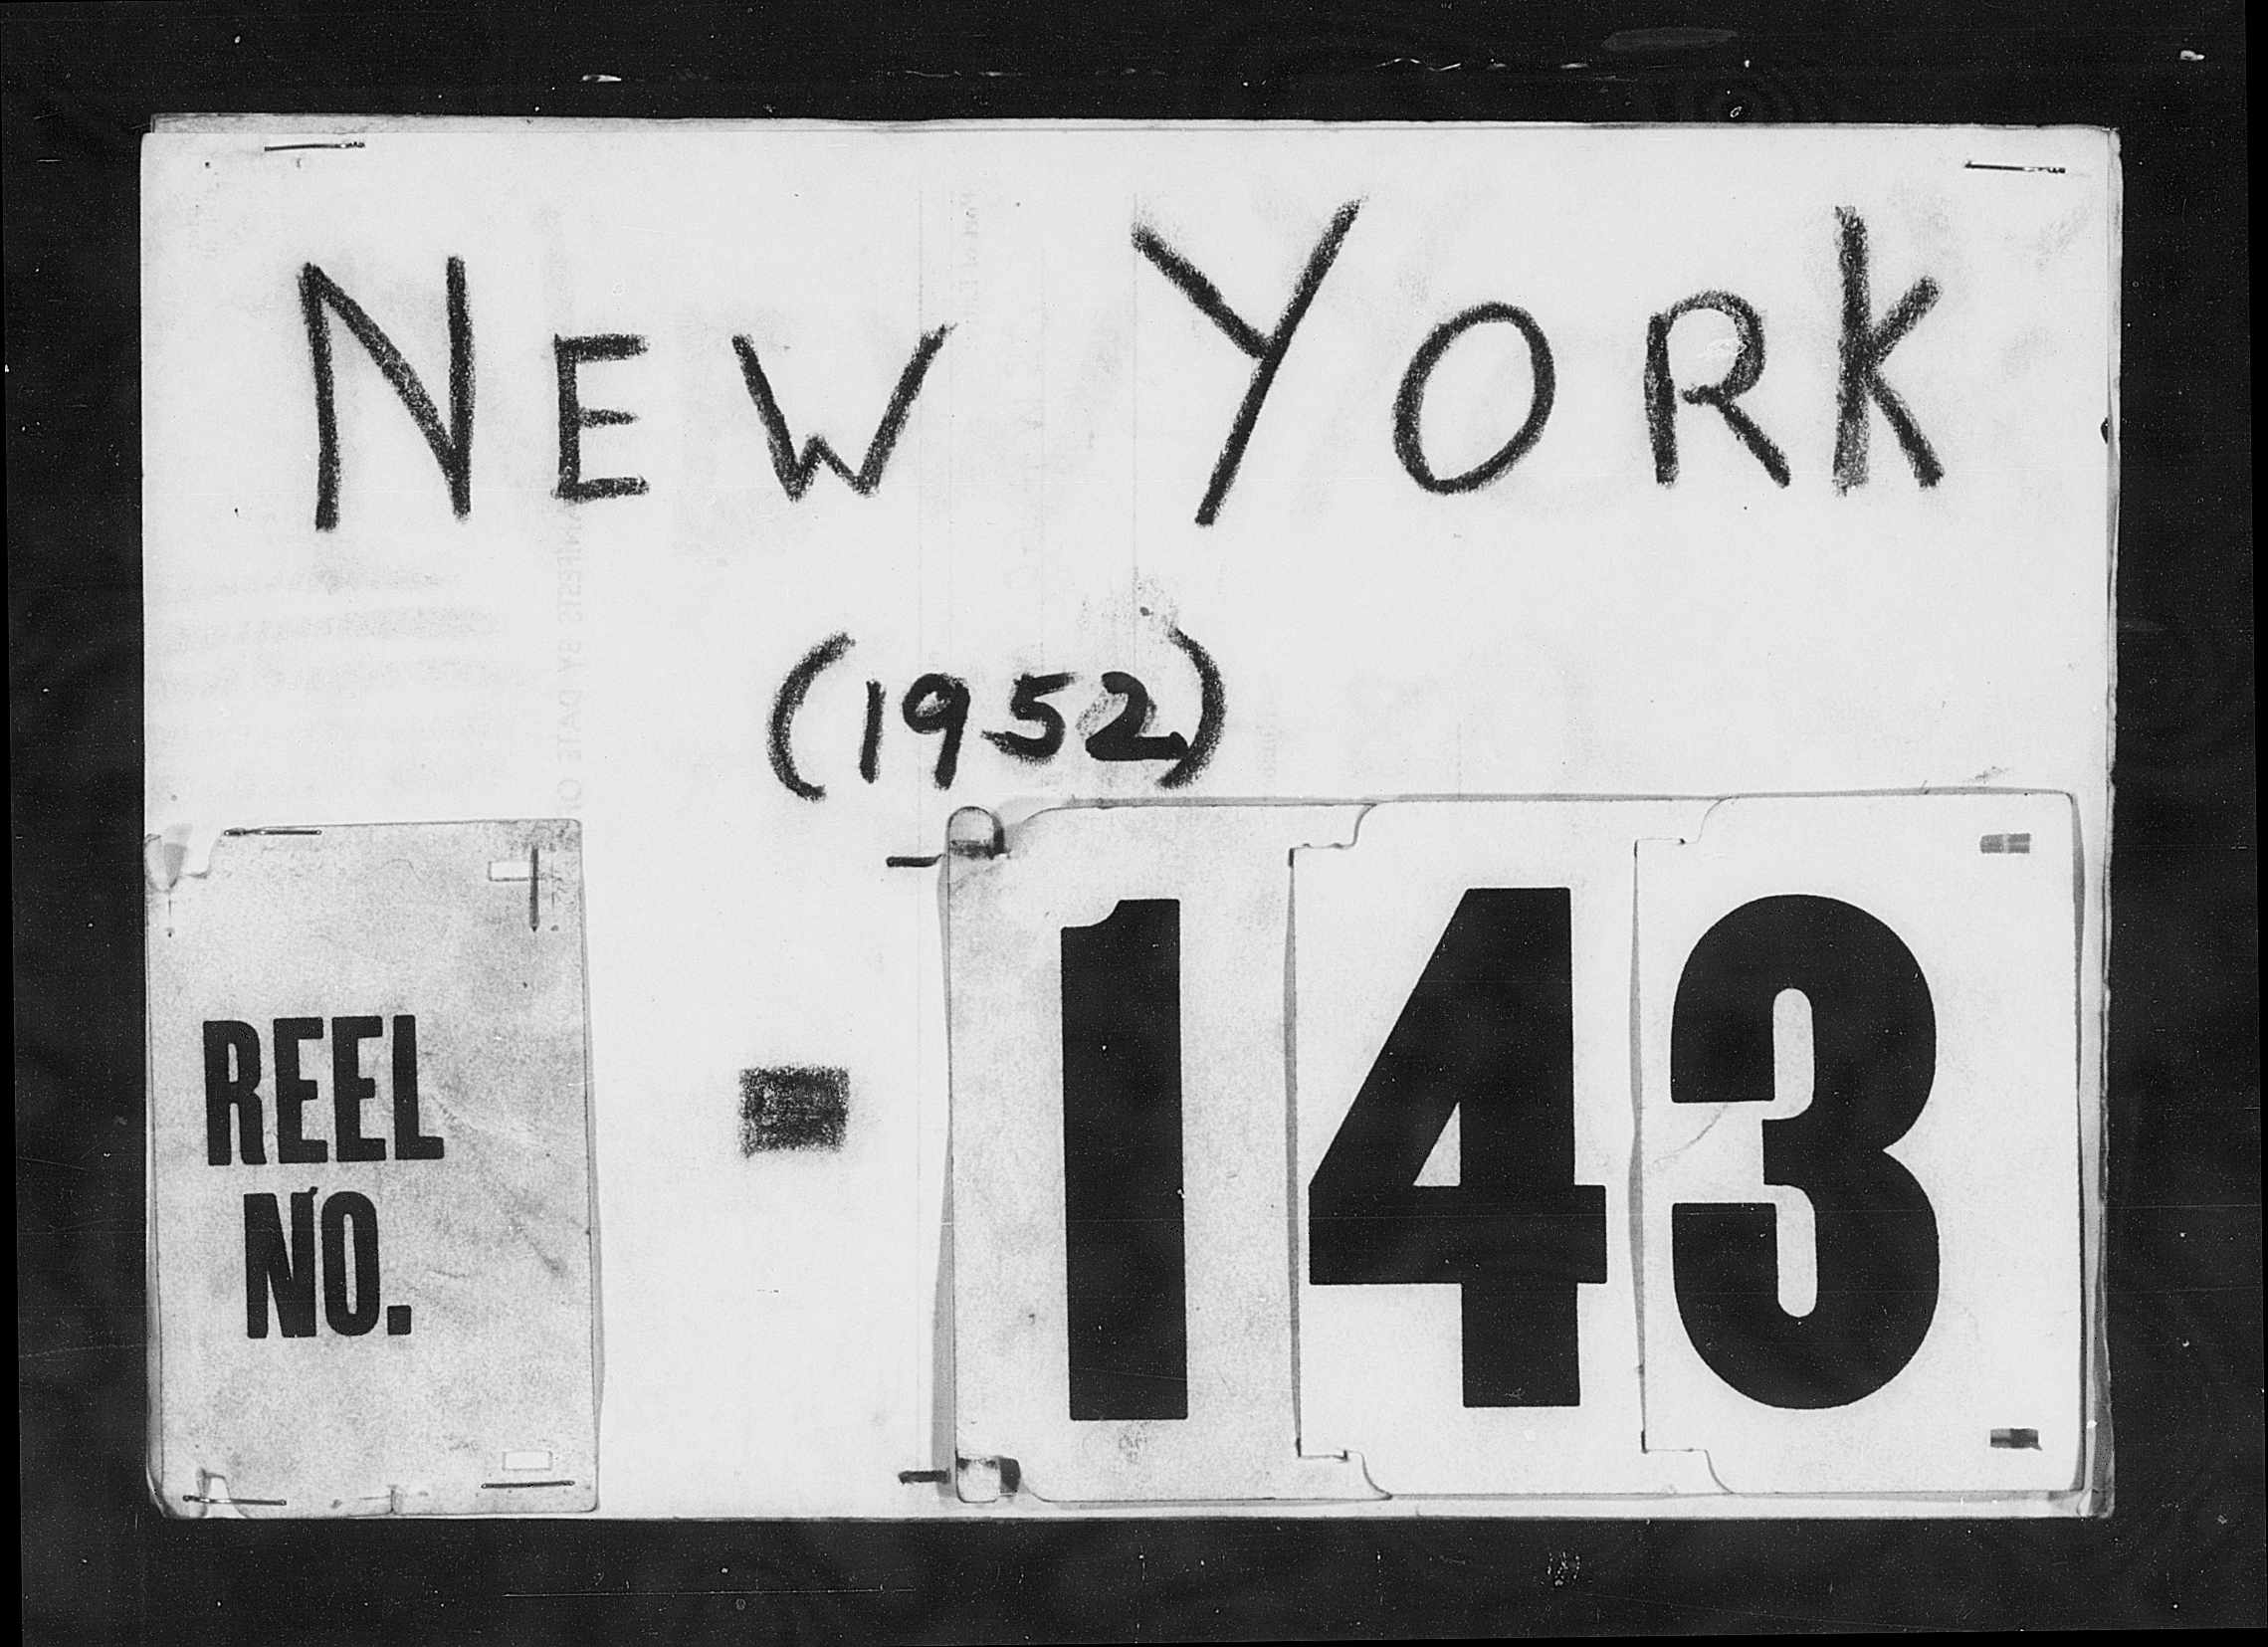 NEW YORK
(1952)
REEL
NO.
- 143